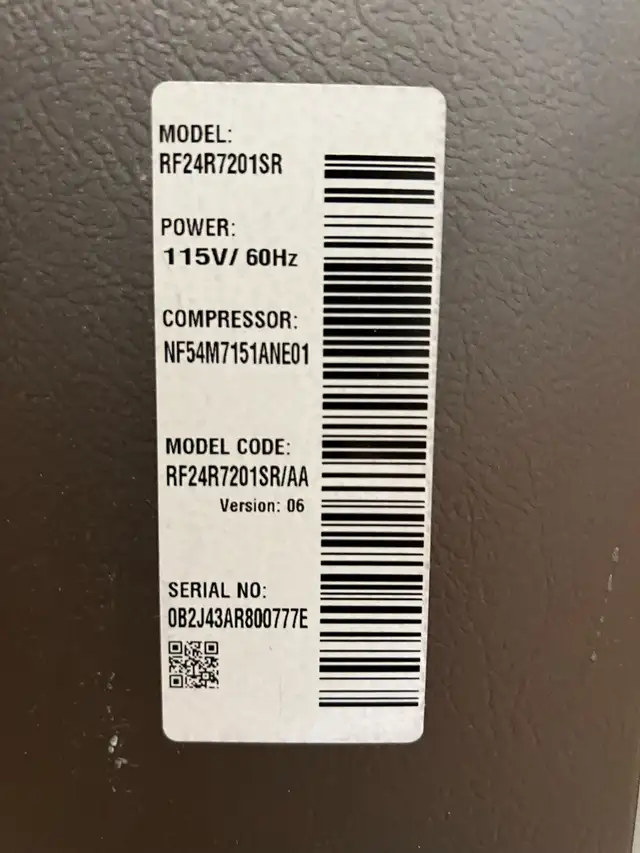 MODEL:
RF24R7201SR
POWER:
115V/ 60Hz
COMPRESSOR:
NF54M7151ANE01
MODEL CODE:
RF24R7201SR/AA
Version: 06
SERIAL NO:
0B2J43AR800777E